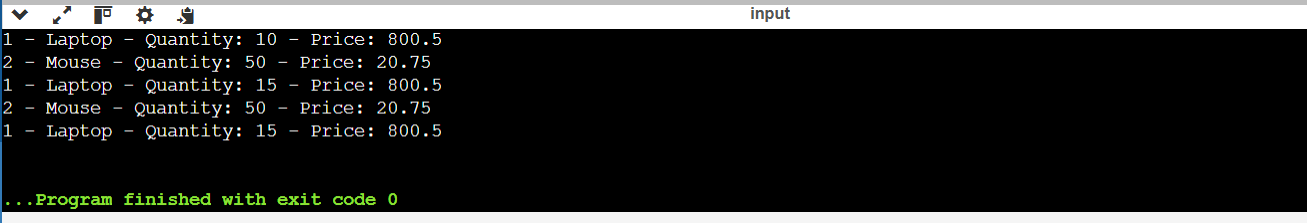 input
1 - Laptop - Quantity: 10 - Price: 800.5
2 - Mouse - Quantity: 50 - Price: 20.75
1 - Laptop - Quantity: 15 - Price: 800.5
2 - Mouse - Quantity: 50 - Price: 20.75
1 - Laptop - Quantity: 15 - Price: 800.5
...Program finished with exit code 0